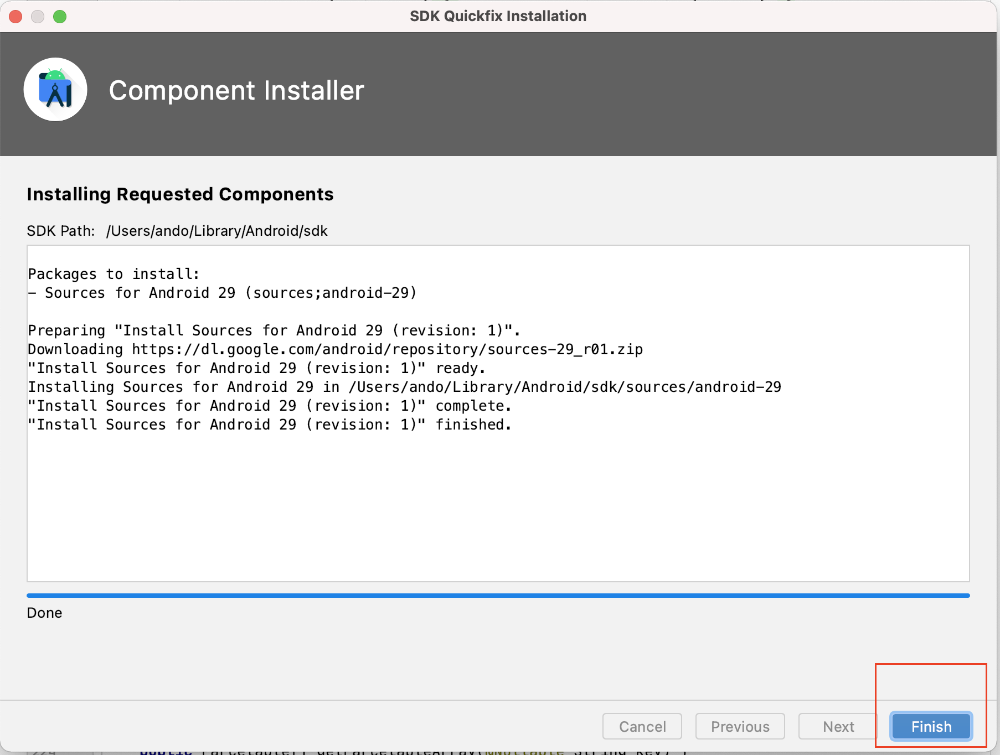 SDK Quickfix Installation
Component Installer
Installing Requested Components
SDK Path: /Users/ando/Library/Android/sdk
Packages to install:
- Sources for Android 29 (sources;android-29)
Preparing "Install Sources for Android 29 (revision: 1)".
Downloading https://dl.google.com/android/repository/sources-29_r01.zip
"Install Sources for Android 29 (revision: 1)" ready.
Installing Sources for Android 29 in /Users/ando/Library/Android/sdk/sources/android-29
"Install Sources for Android 29 (revision: 1)" complete.
"Install Sources for Android 29 (revision: 1)" finished.
Done
Cancel Previous Next Finish